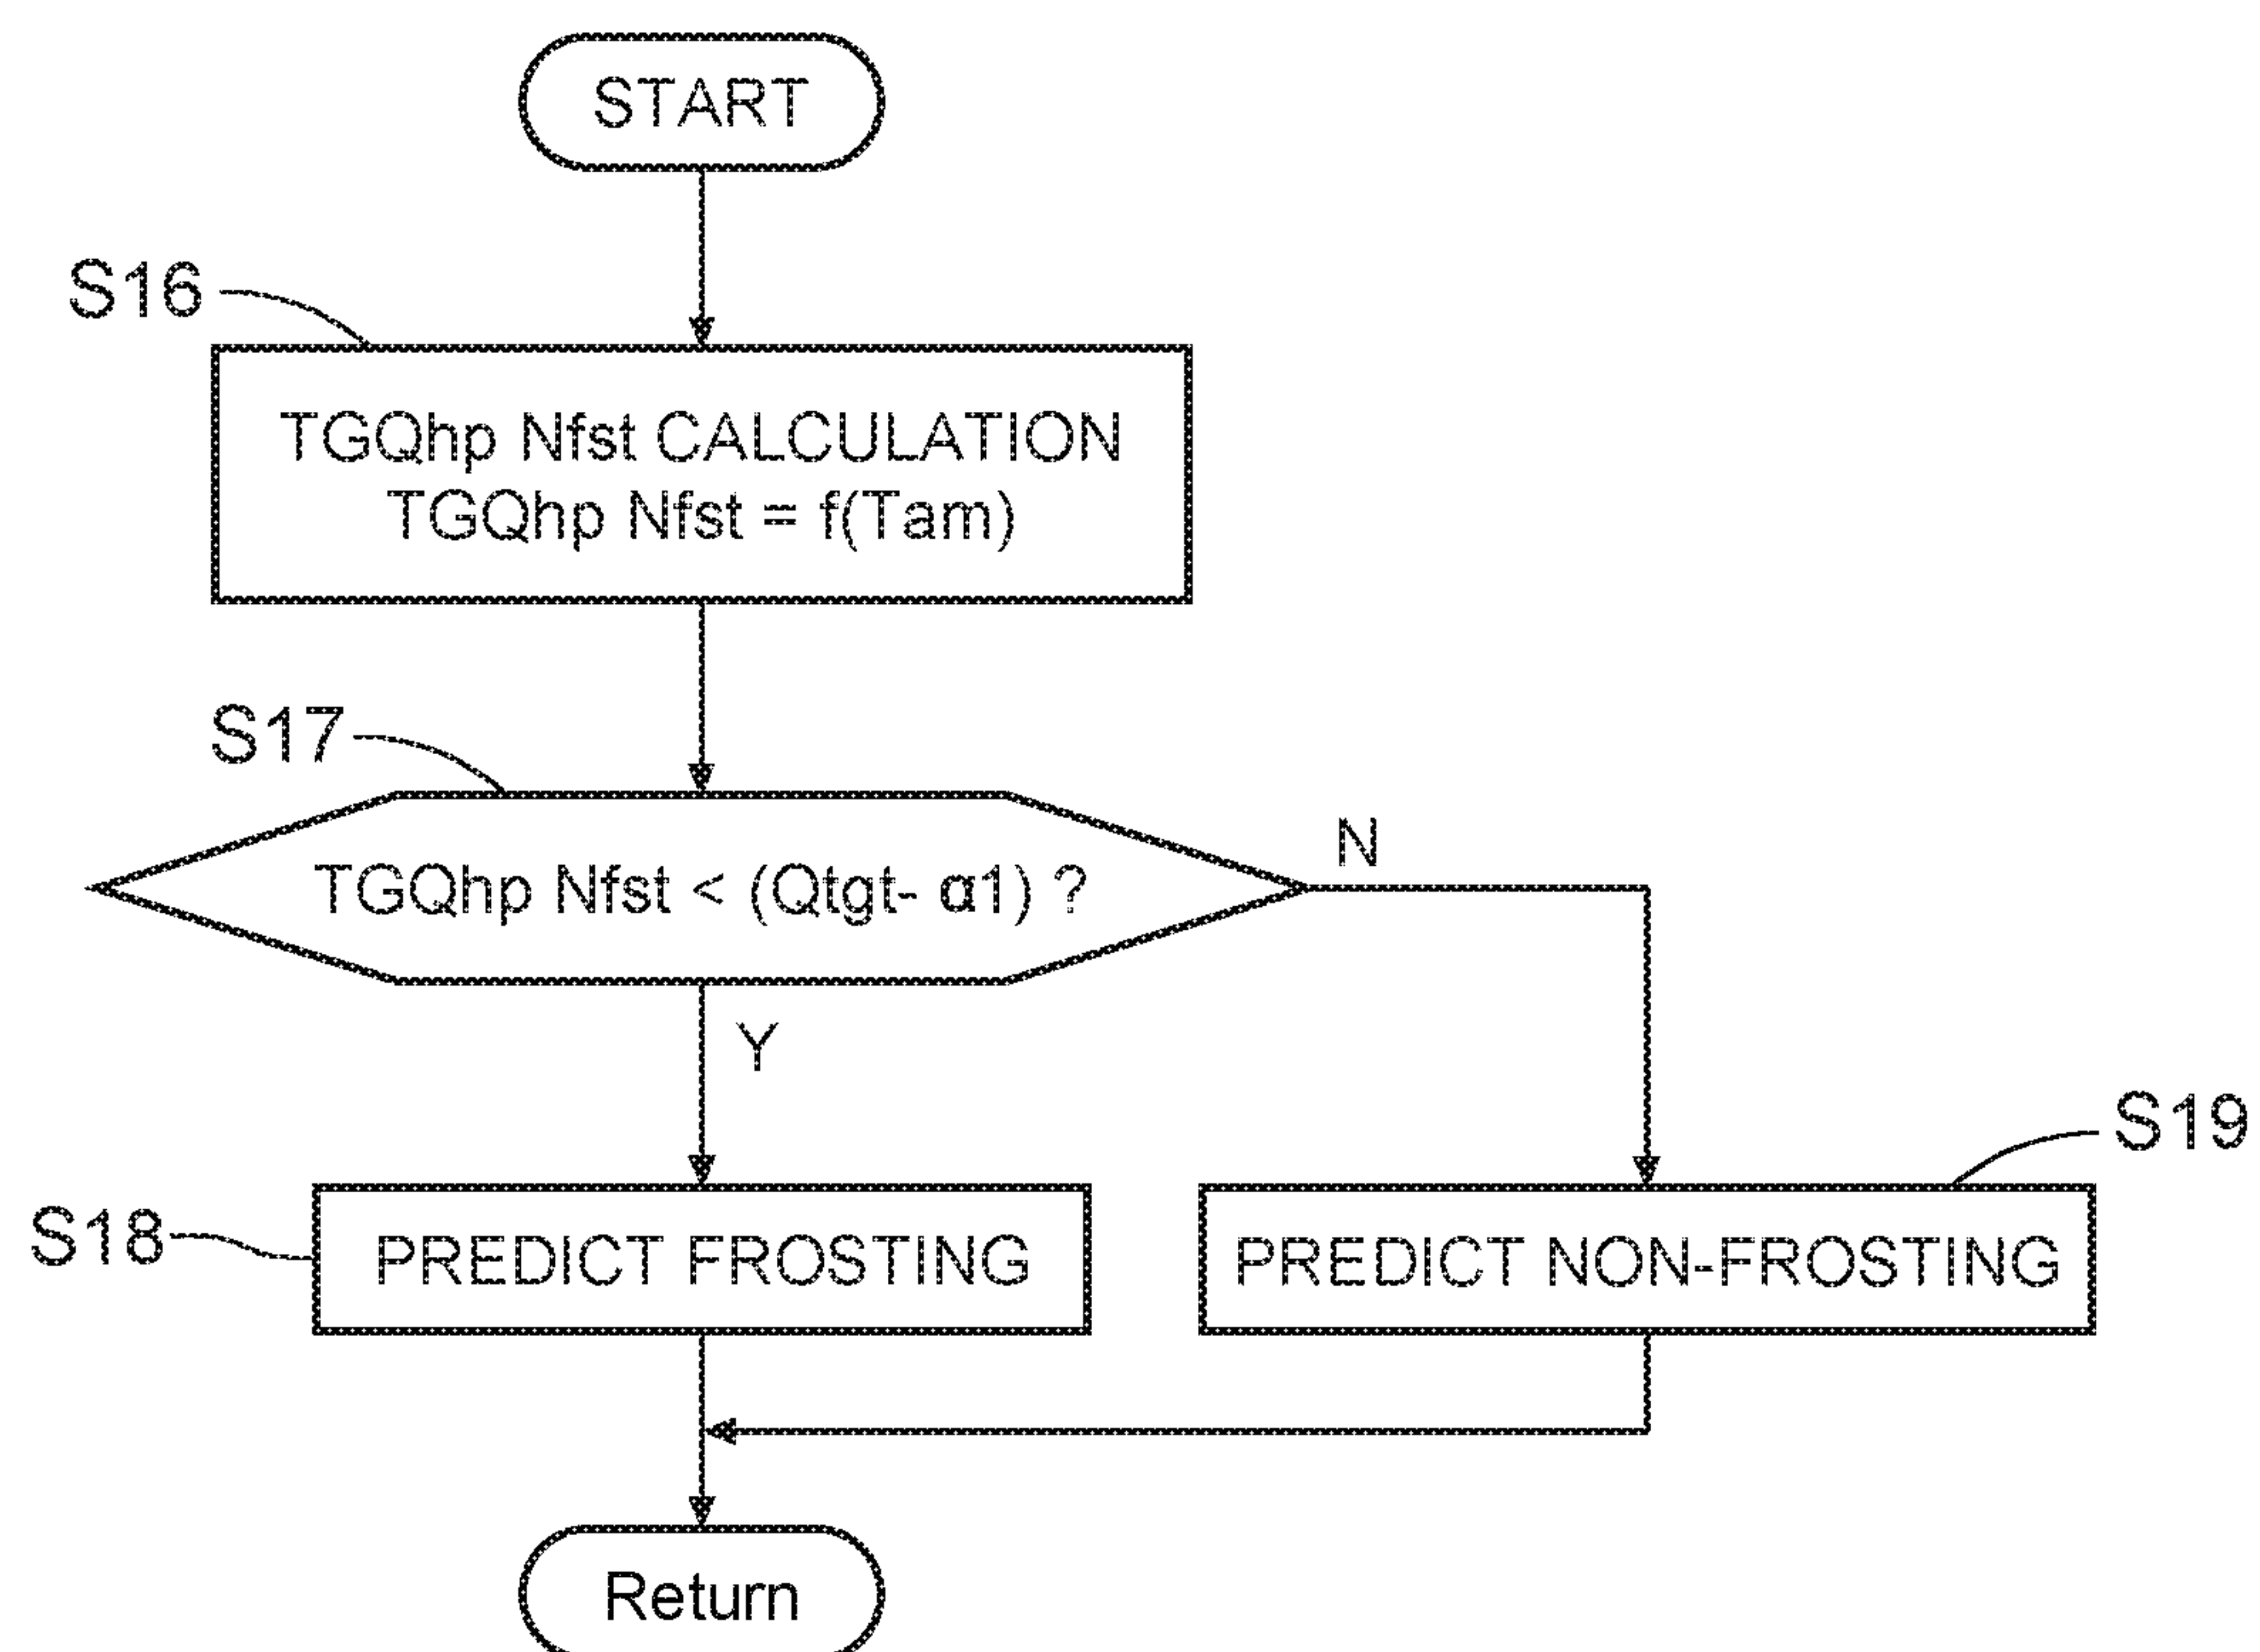 START
S16
TGQhp Nfst CALCULATION
TGQhp Nfst = f(Tam)
S17
TGQhp Nfst < (Qtgt- α1) ?
N
Y
S19
S18
PREDICT FROSTING
PREDICT NON-FROSTING
Return